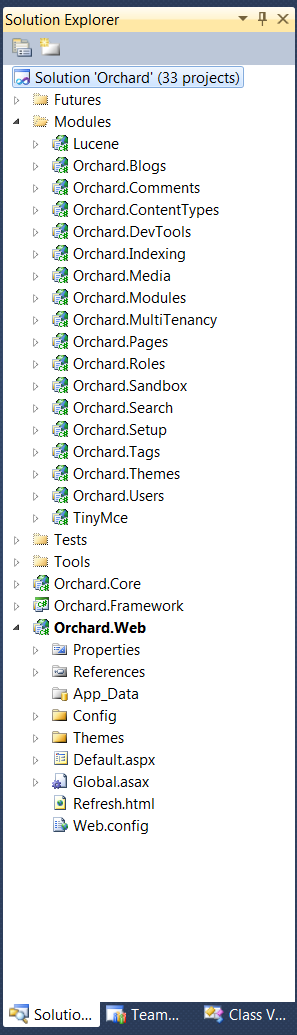 Solution Explorer
Solution 'Orchard' (33 projects)
Futures
Modules
Lucene
Orchard.Blogs
Orchard.Comments
Orchard.ContentTypes
Orchard.DevTools
Orchard.Indexing
Orchard.Media
Orchard.Modules
Orchard.MultiTenancy
Orchard.Pages
Orchard.Roles
Orchard.Sandbox
Orchard.Search
Orchard.Setup
Orchard.Tags
Orchard.Themes
Orchard.Users
TinyMce
Tests
Tools
Orchard.Core
Orchard.Framework
Orchard.Web
Properties
References
App_Data
Config
Themes
Default.aspx
Global.asax
Refresh.html
Web.config
Solutio... Team... Class V...